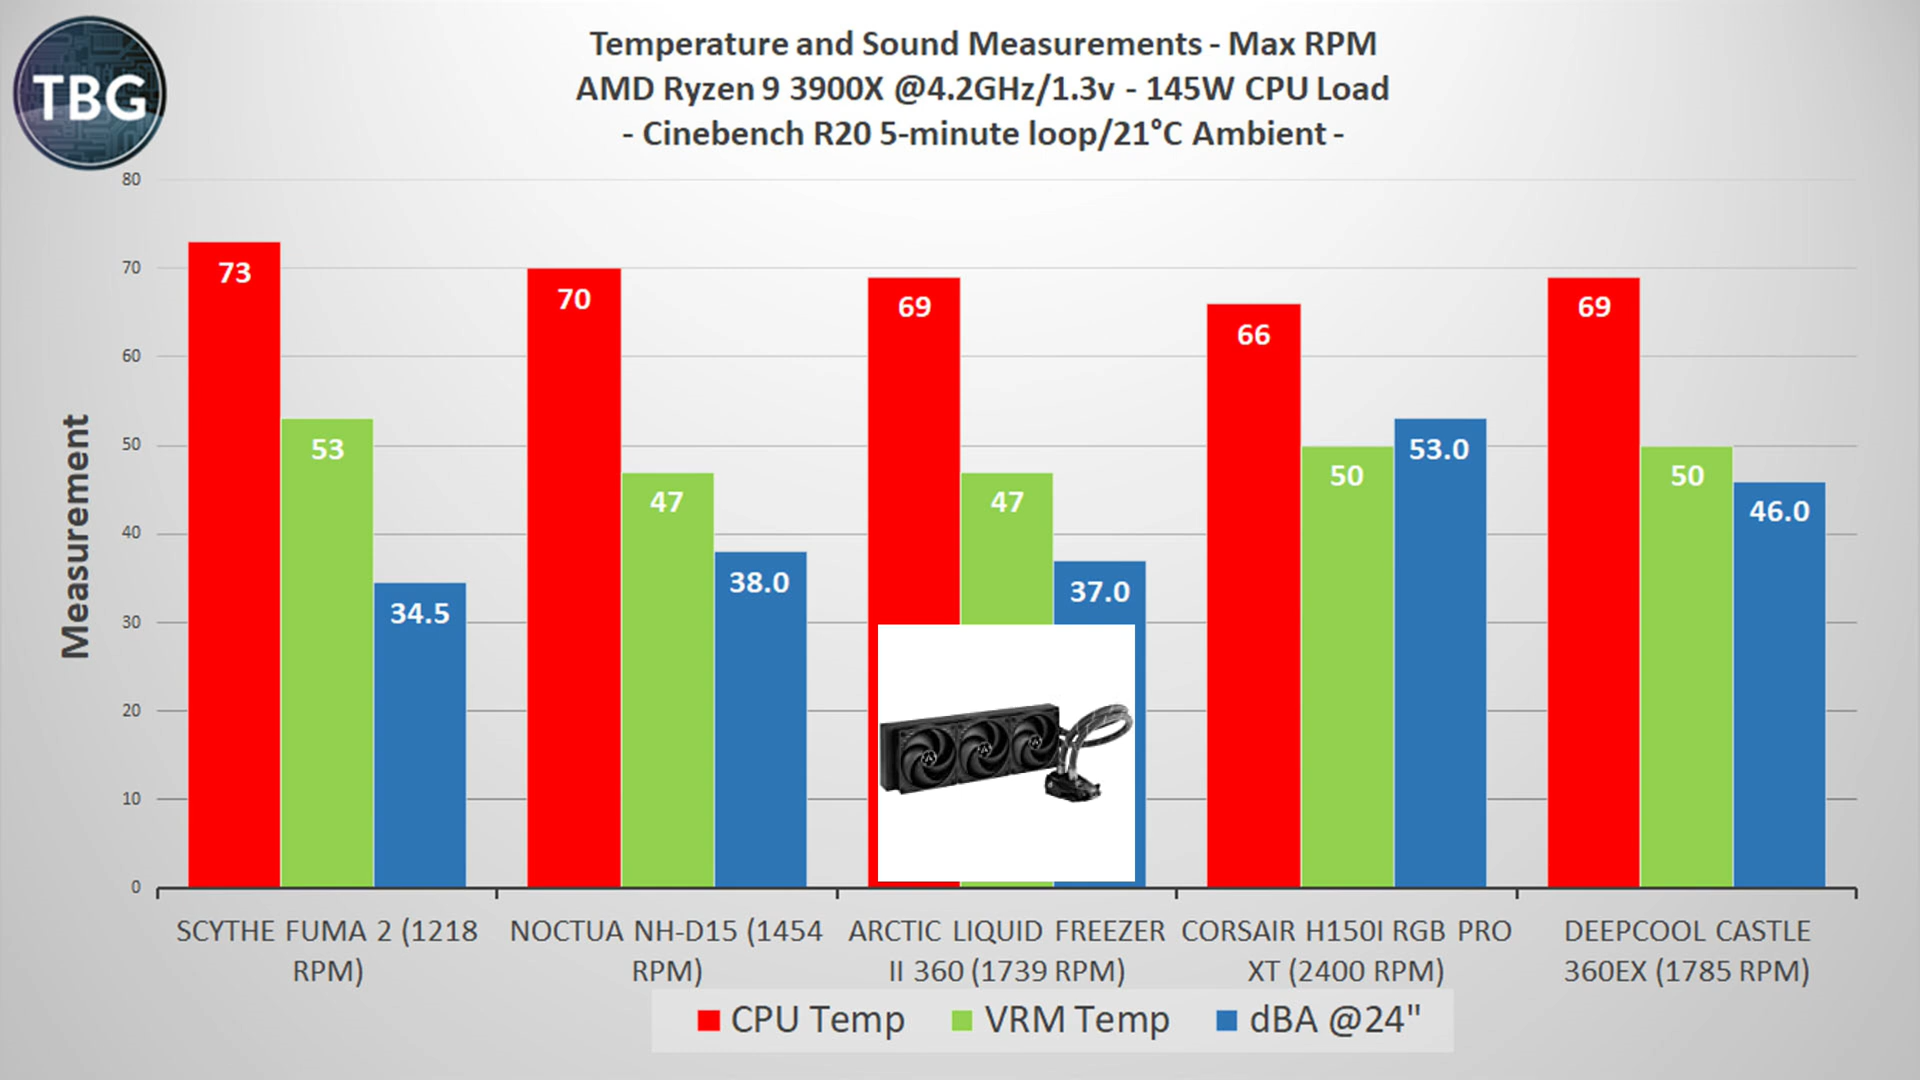 TBG
Temperature and Sound Measurements - Max RPM
AMD Ryzen 9 3900X @4.2GHz/1.3v - 145W CPU Load
- Cinebench R20 5-minute loop/21°C Ambient -
Measurement
80
70
60
50
40
30
20
10
0
73
53
34.5
70
47
38.0
69
47
37.0
66
50
53.0
69
50
46.0
SCYTHE FUMA 2 (1218
RPM)
NOCTUA NH-D15 (1454
RPM)
ARCTIC LIQUID FREEZER
II 360 (1739 RPM)
CORSAIR H150I RGB PRO
XT (2400 RPM)
DEEPCOOL CASTLE
360EX (1785 RPM)
CPU Temp
VRM Temp
dBA @24"